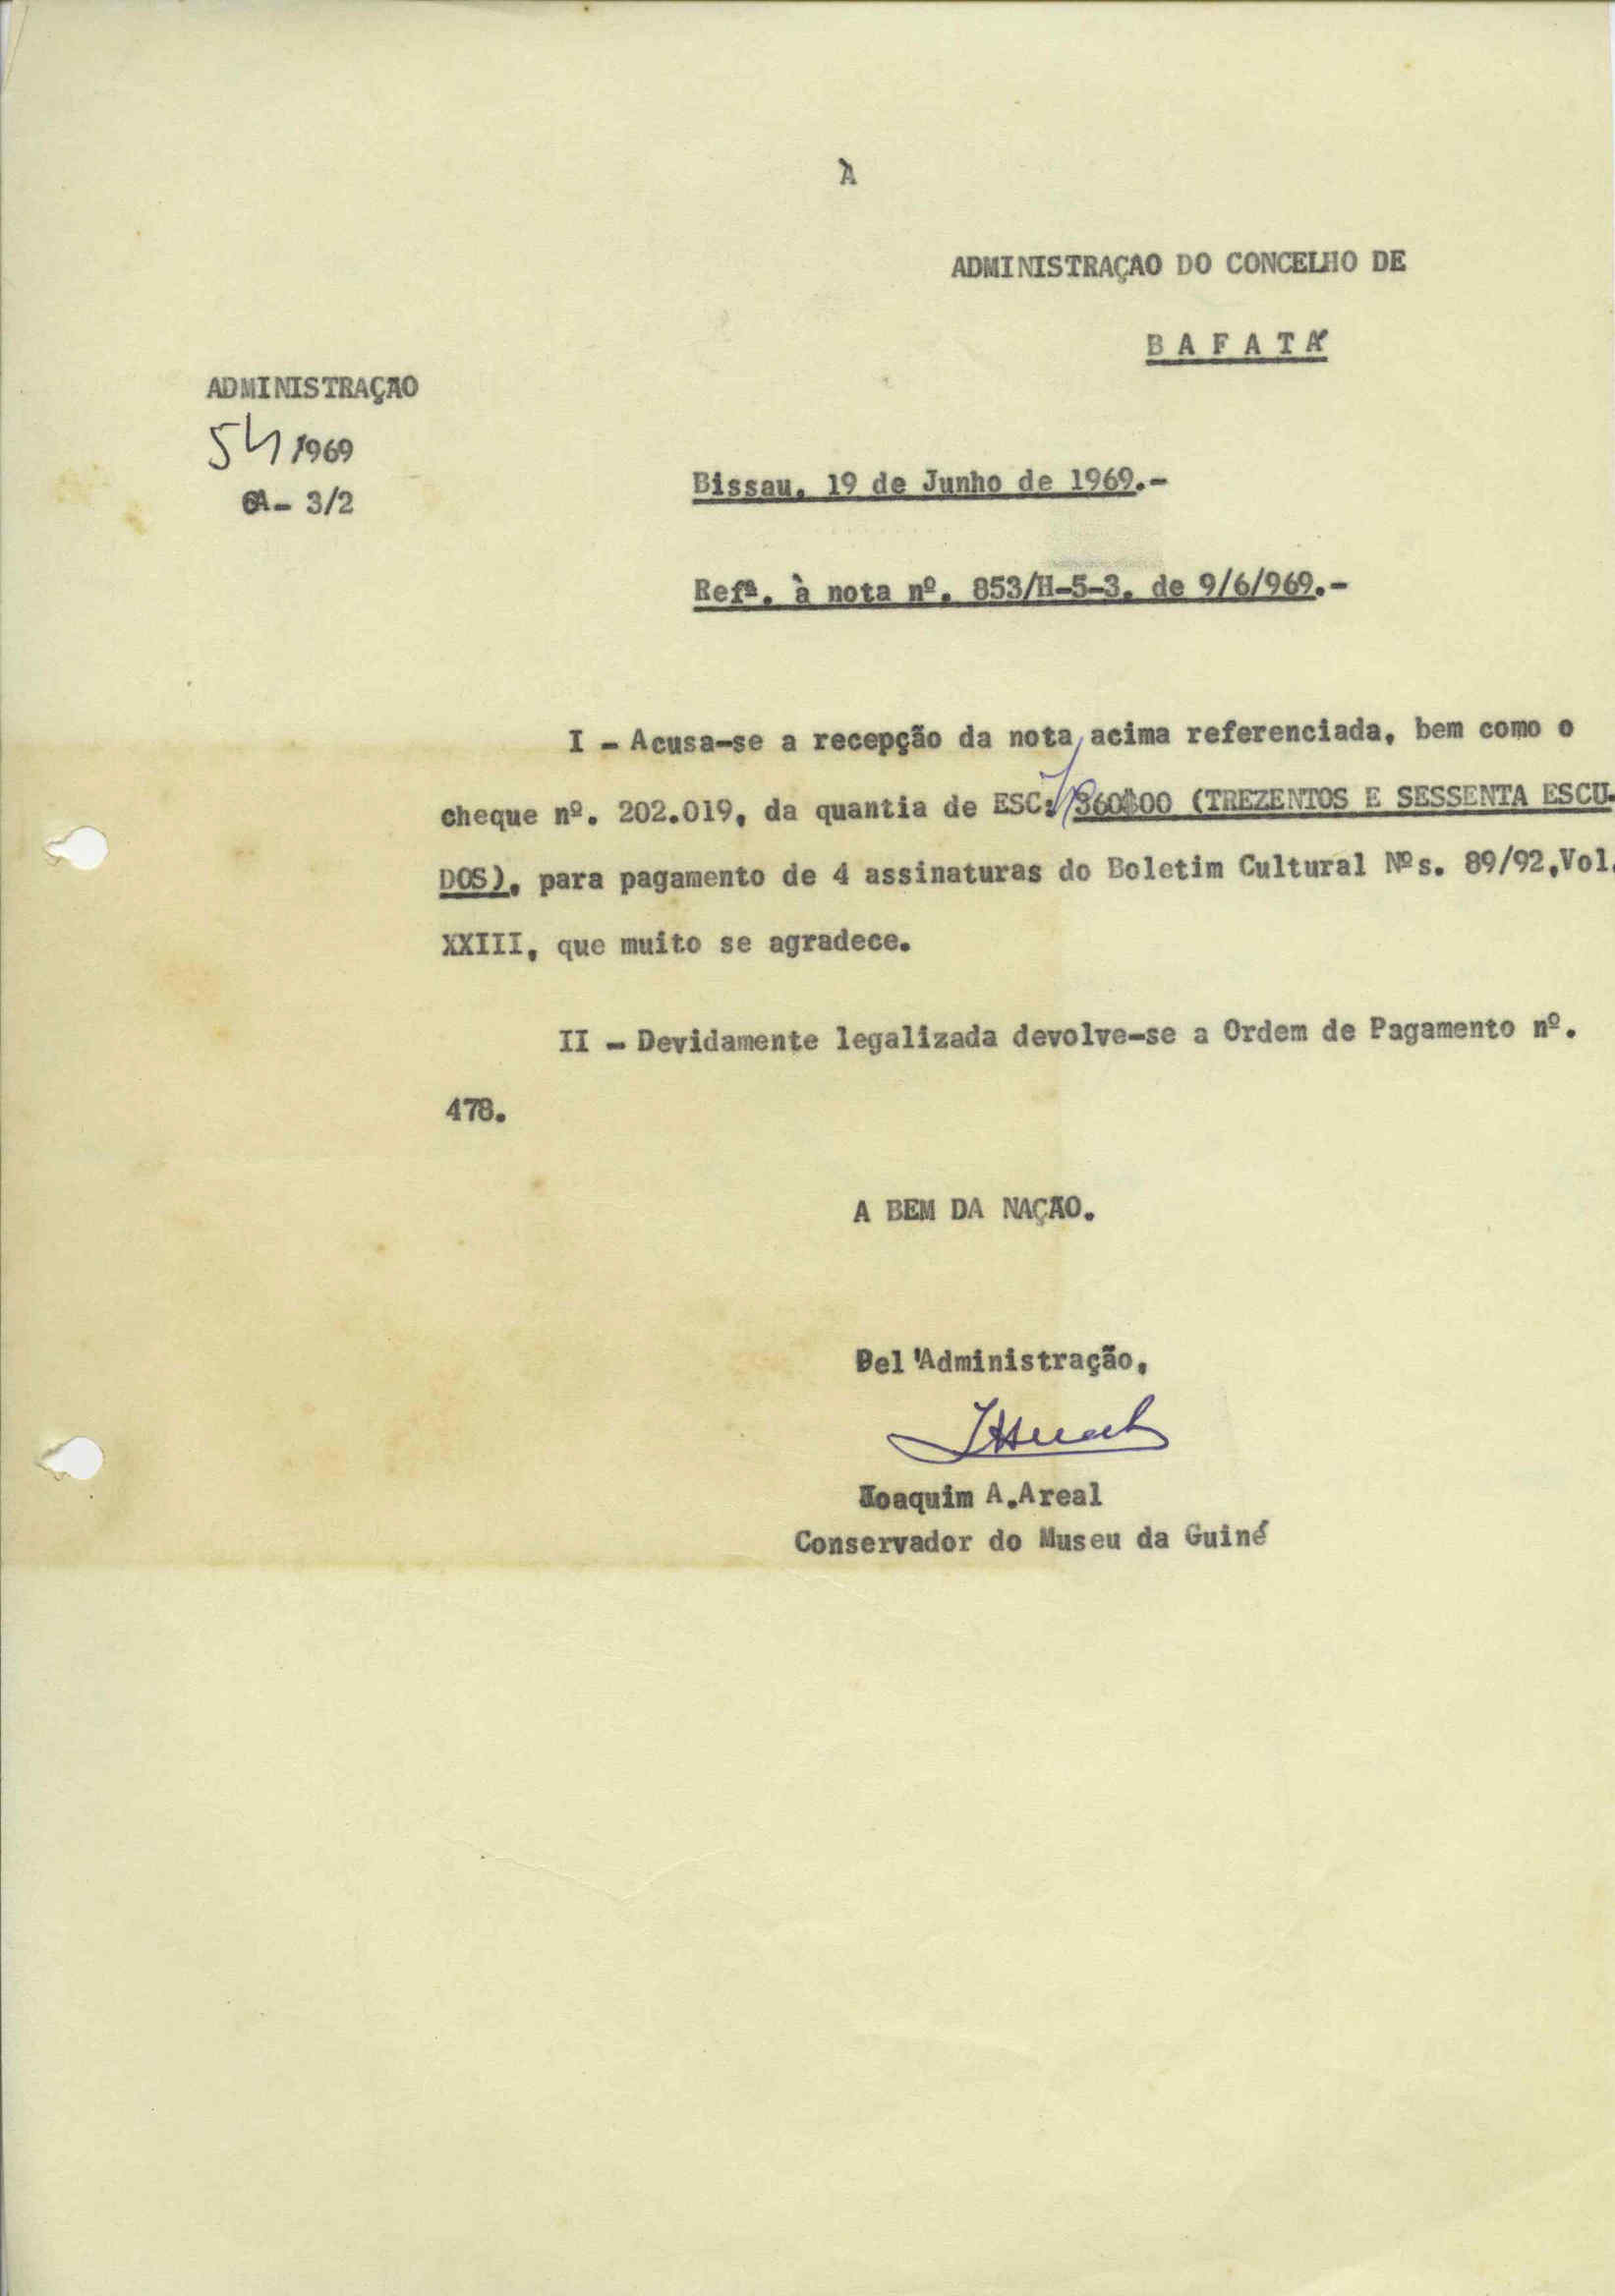 À
ADMINISTRAÇÃO DO CONCELHO DE
B A F A T Á
ADMINISTRAÇÃO
54/1969
6A- 3/2
Bissau, 19 de Junho de 1969.-
Refª. à nota nº. 853/H-5-3, de 9/6/969.-
I - Acusa-se a recepção da nota, acima referenciada, bem como o
cheque nº. 202.019, da quantia de ESC: 360$00 (TREZENTOS E SESSENTA ESCU-
DOS), para pagamento de 4 assinaturas do Boletim Cultural Nºs. 89/92,Vol.
XXIII, que muito se agradece.
II - Devidamente legalizada devolve-se a Ordem de Pagamento nº.
478.
A BEM DA NAÇÃO.
Pel'Administração,
Joaquim A.Areal
Conservador do Museu da Guiné